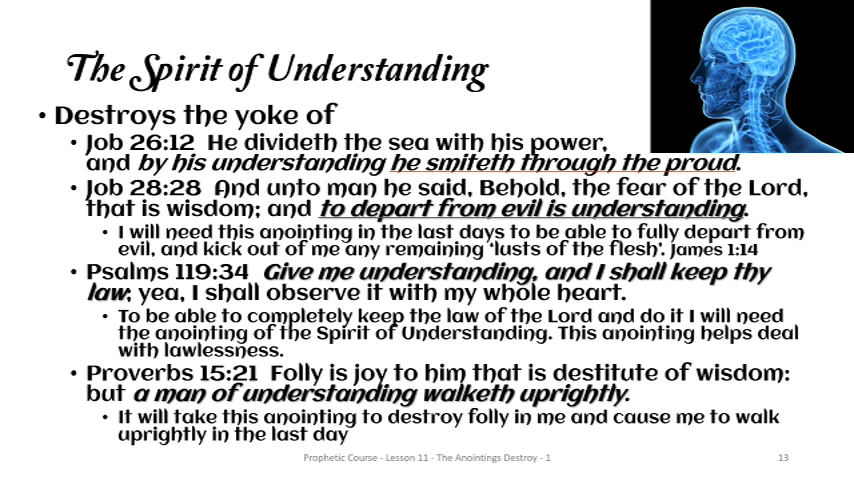 The Spirit of Understanding
• Destroys the yoke of
• Job 26:12 He divideth the sea with his power,
and by his understanding he smiteth through the proud.
• Job 28:28 And unto man he said, Behold, the fear of the Lord,
that is wisdom; and to depart from evil is understanding.
• I will need this anointing in the last days to be able to fully depart from
evil, and kick out of me any remaining 'lusts of the flesh'. James 1:14
• Psalms 119:34 Give me understanding, and I shall keep thy
law; yea, I shall observe it with my whole heart.
• To be able to completely keep the law of the Lord and do it I will need
the anointing of the Spirit of Understanding. This anointing helps deal
with lawlessness.
• Proverbs 15:21 Folly is joy to him that is destitute of wisdom:
but a man of understanding walketh uprightly.
• It will take this anointing to destroy folly in me and cause me to walk
uprightly in the last day
Prophetic Course - Lesson 11 - The Anointings Destroy - 1
13